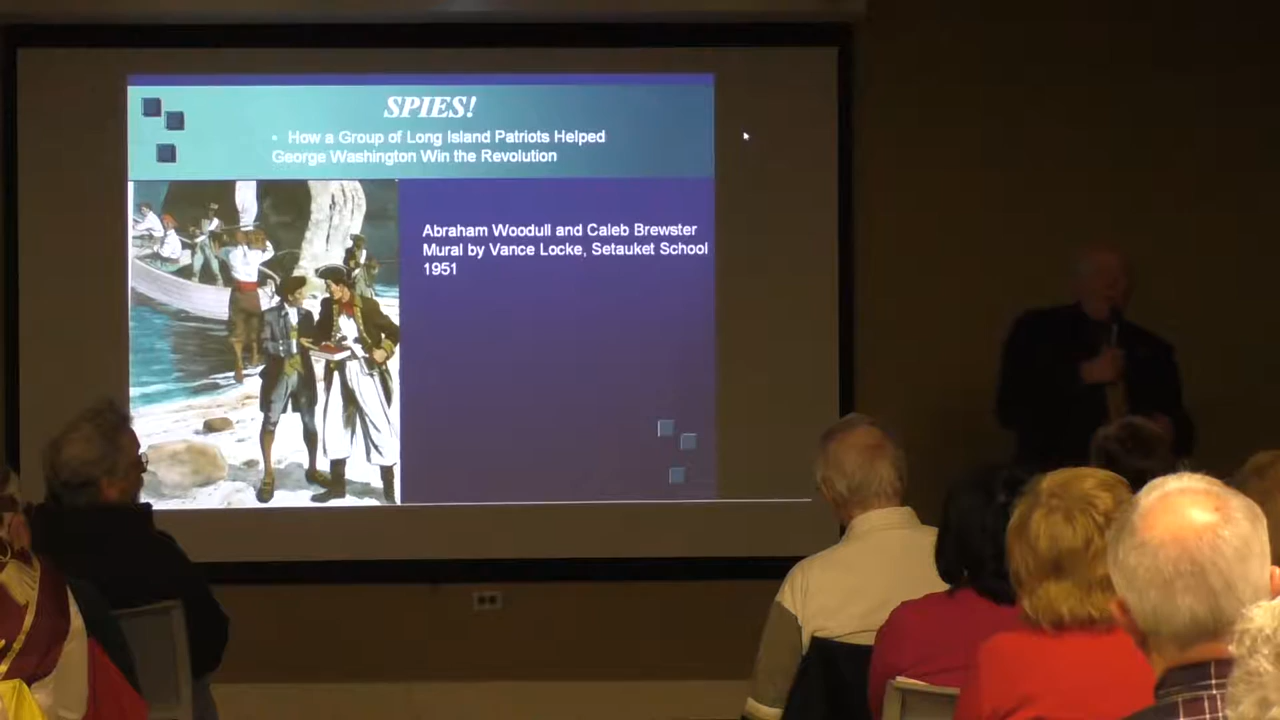 SPIES!
• How a Group of Long Island Patriots Helped
George Washington Win the Revolution
Abraham Woodull and Caleb Brewster
Mural by Vance Locke, Setauket School
1951